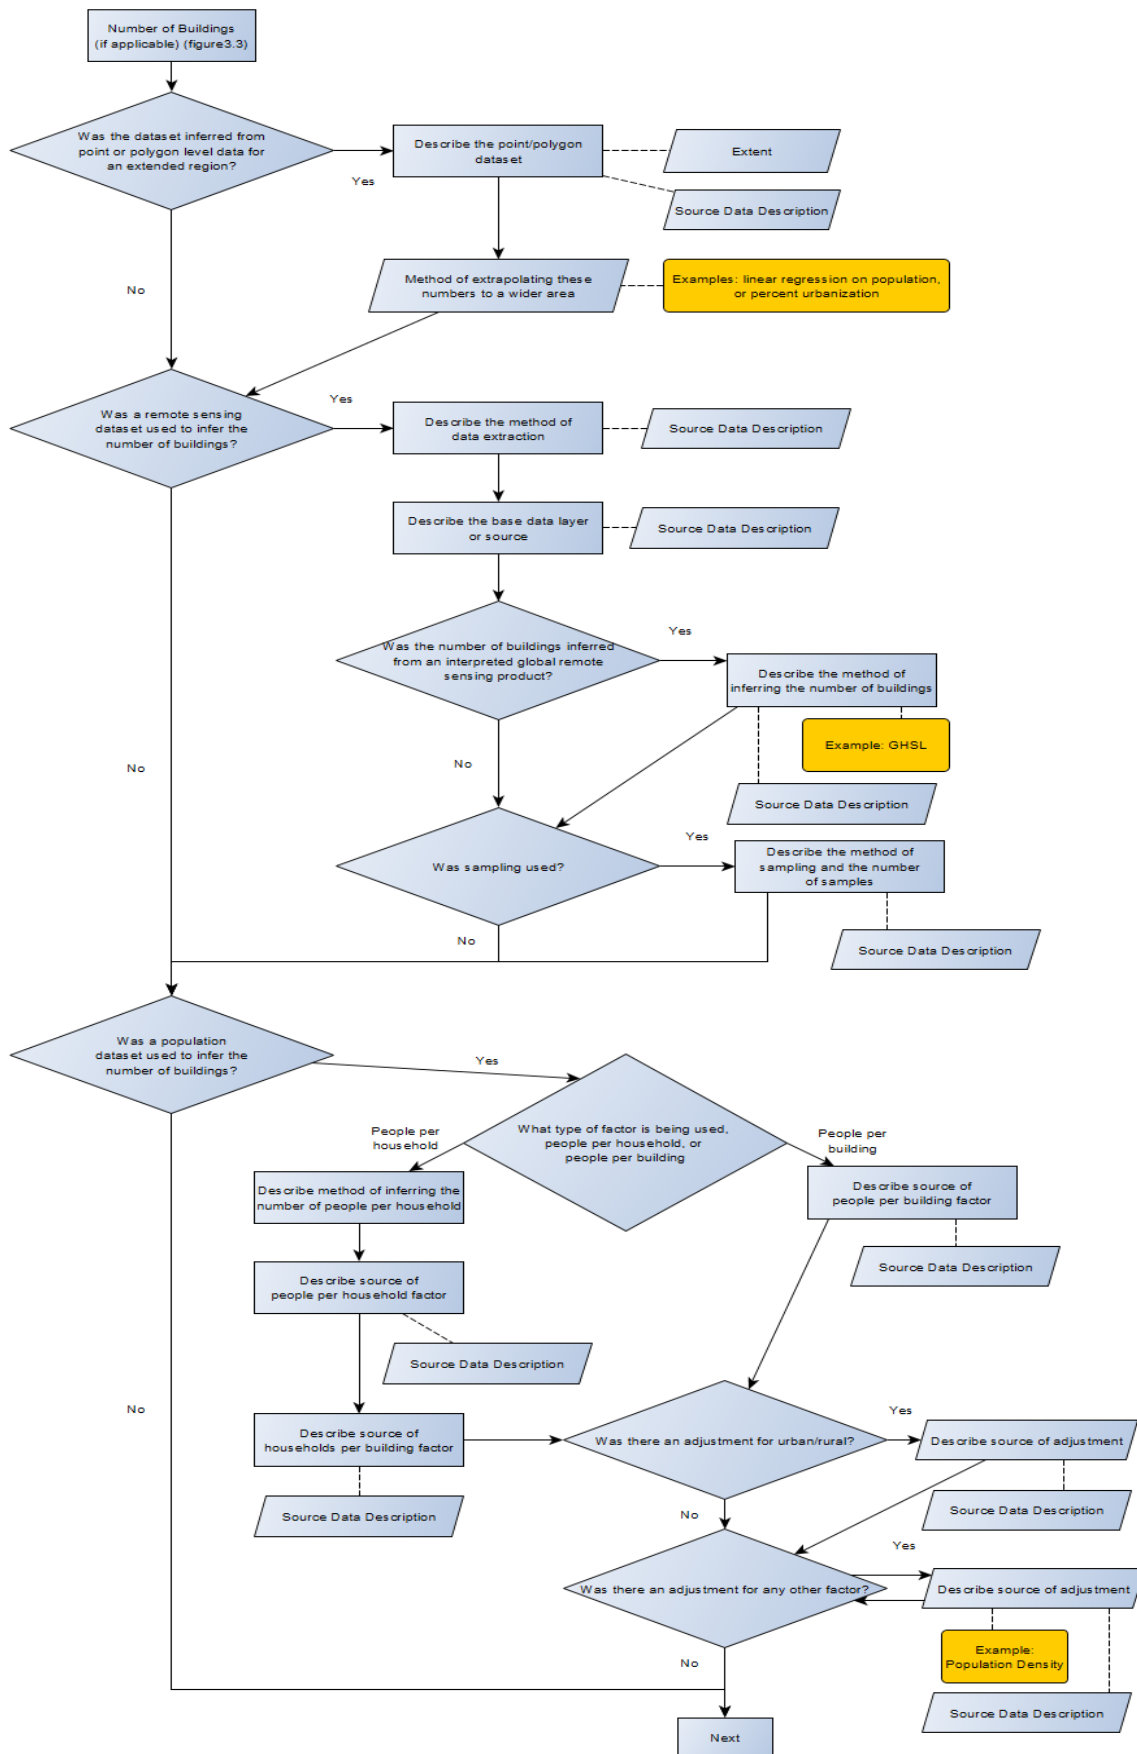 Number of Buildings
(if applicable) (figure3.3)
Was the dataset inferred from
point or polygon level data for
an extended region?
Yes
Describe the point/polygon
dataset
Extent
Source Data Description
No
Method of extrapolating these
numbers to a wider area
Examples: linear regression on population,
or percent urbanization
Was a remote sensing
dataset used to infer the
number of buildings?
Yes
Describe the method of
data extraction
Source Data Description
Describe the base data layer
or source
Source Data Description
Was the number of buildings inferred
from an interpreted global remote
sensing product?
Yes
Describe the method of
inferring the number of buildings
Example: GHSL
No
No
Source Data Description
Was sampling used?
Yes
Describe the method of
sampling and the number
of samples
No
Source Data Description
Was a population
dataset used to infer the
number of buildings?
Yes
What type of factor is being used,
people per household, or
people per building
People per
household
People per
building
Describe method of inferring the
number of people per household
Describe source of
people per building factor
Source Data Description
Describe source of
people per household factor
Source Data Description
No
Describe source of
households per building factor
Source Data Description
Was there an adjustment for urban/rural?
Yes
Describe source of adjustment
Source Data Description
No
Was there an adjustment for any other factor?
Yes
Describe source of adjustment
Example:
Population Density
Source Data Description
No
Next